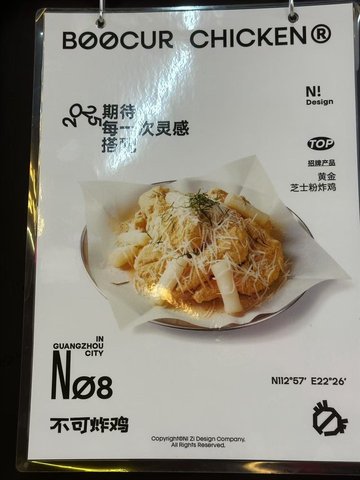 BØØCUR CHICKEN®
N!
Design
2025
期待
每一次灵感
搭配
TOP
招牌产品
黄金
芝士粉炸鸡
IN
GUANGZHOU
CITY
NØ8
N112°57' E22°26'
不可炸鸡
Copyright©Ni Zi Design Company.
All Rights Reserved.